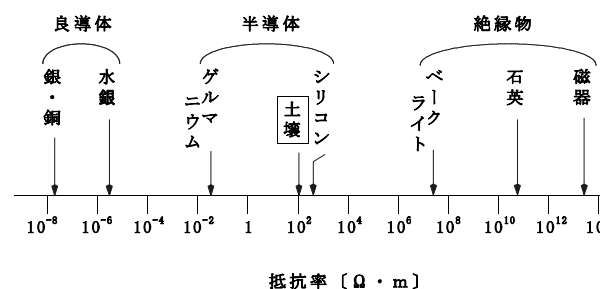 良導体
半導体
絶縁物
銀・銅
水銀
ゲルマ
ニウム
土壌
シリコン
ベーク
ライト
石英
磁器
10⁻⁸ 10⁻⁶ 10⁻⁴ 10⁻² 1 10² 10⁴ 10⁶ 10⁸ 10¹⁰ 10¹² 10
抵抗率〔Ω・m〕